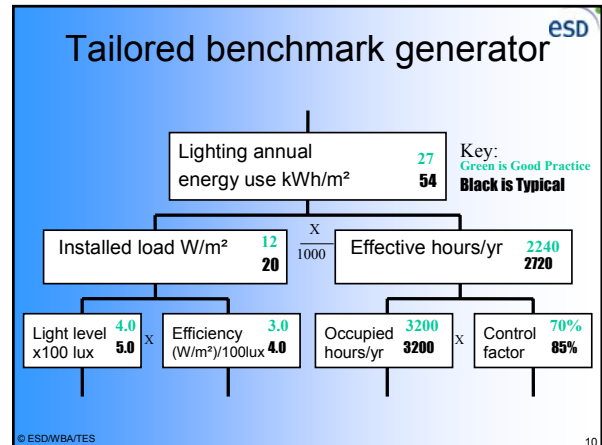 esd
Tailored benchmark generator
Lighting annual 27
energy use kWh/m² 54
Key:
Green is Good Practice
Black is Typical
Installed load W/m² 12
20
X
1000
Effective hours/yr 2240
2720
Light level 4.0
x100 lux 5.0
X
Efficiency 3.0
(W/m²)/100lux 4.0
Occupied 3200
hours/yr 3200
X
Control 70%
factor 85%
© ESD/WBA/TES
10